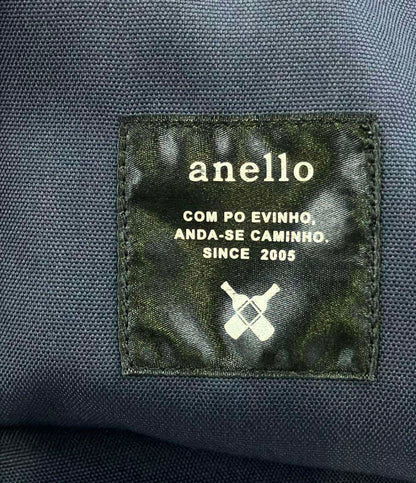 anello
COM PO EVINHO,
ANDA-SE CAMINHO.
SINCE 2005